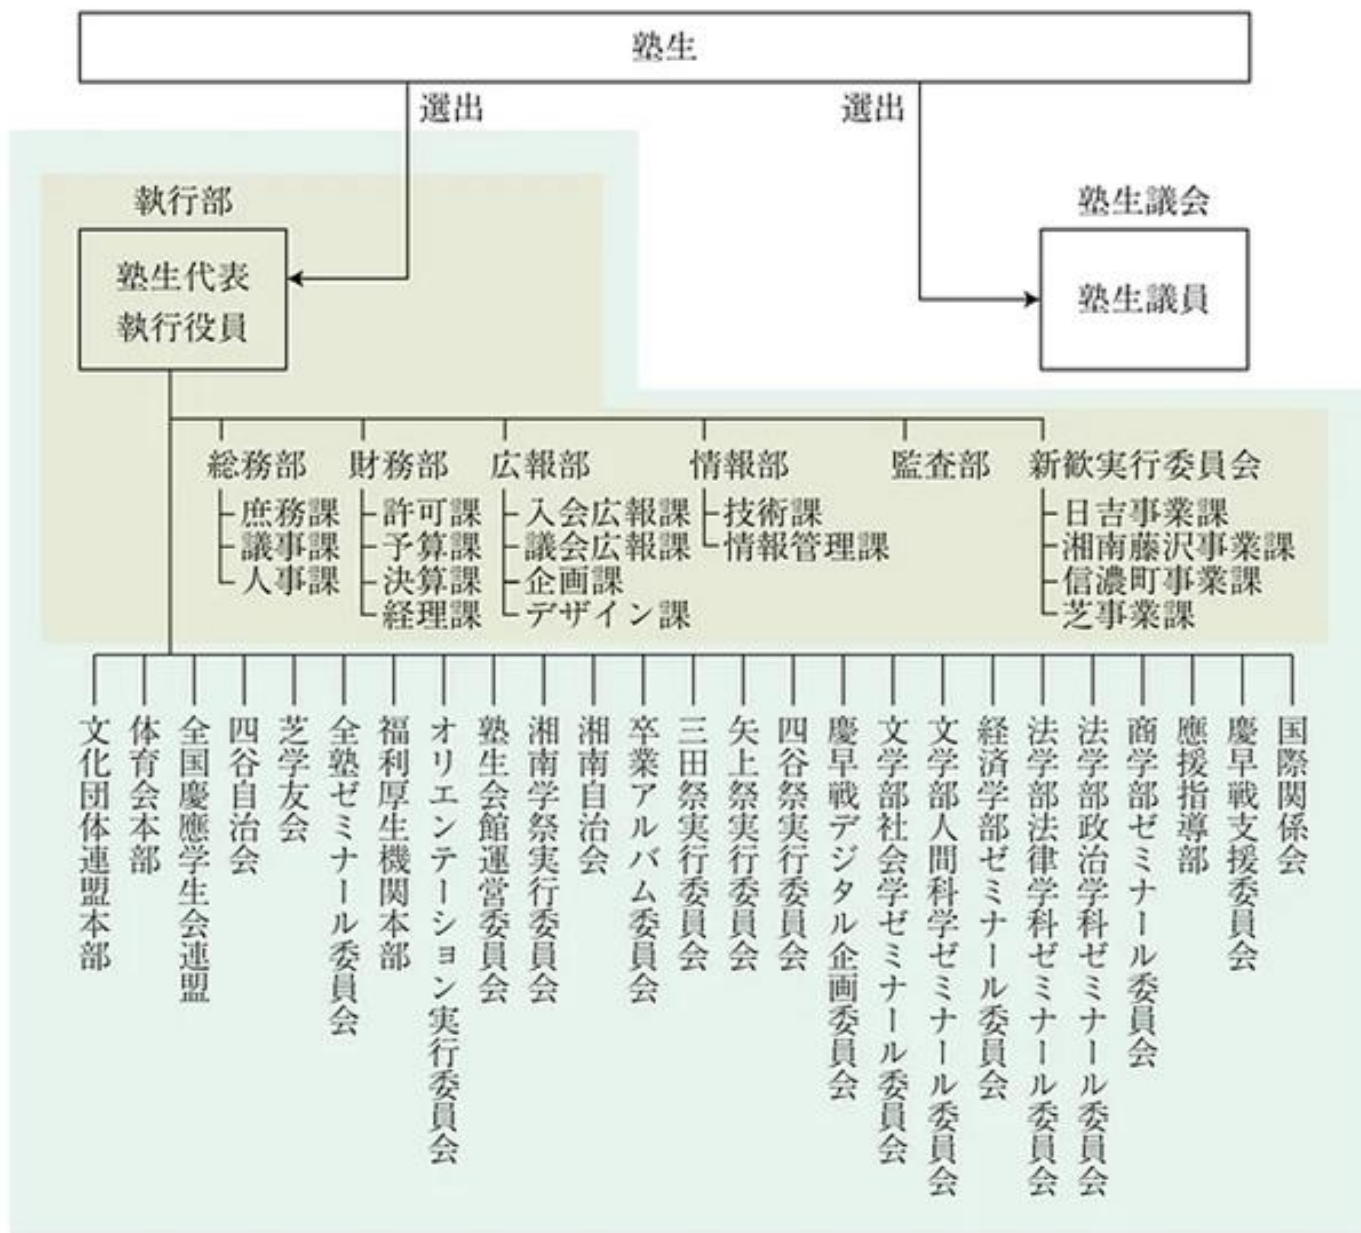 塾生
選出
選出
執行部
塾生代表
執行役員
塾生議会
塾生議員
総務部
庶務課
議事課
人事課
財務部
許可課
予算課
決算課
経理課
広報部
入会広報課
議会広報課
企画課
デザイン課
情報部
技術課
情報管理課
監査部
新歓実行委員会
日吉事業課
湘南藤沢事業課
信濃町事業課
芝事業課
文化団体連盟本部
体育会本部
全国慶應学生会連盟
四谷自治会
芝学友会
全塾ゼミナール委員会
福利厚生機関本部
オリエンテーション実行委員会
塾生会館運営委員会
湘南学祭実行委員会
湘南自治会
卒業アルバム委員会
三田祭実行委員会
矢上祭実行委員会
四谷祭実行委員会
慶早戦デジタル企画委員会
文学部社会学ゼミナール委員会
文学部人間科学ゼミナール委員会
経済学部ゼミナール委員会
法学部法律学科ゼミナール委員会
法学部政治学科ゼミナール委員会
商学部ゼミナール委員会
應援指導部
慶早戦支援委員会
国際関係会